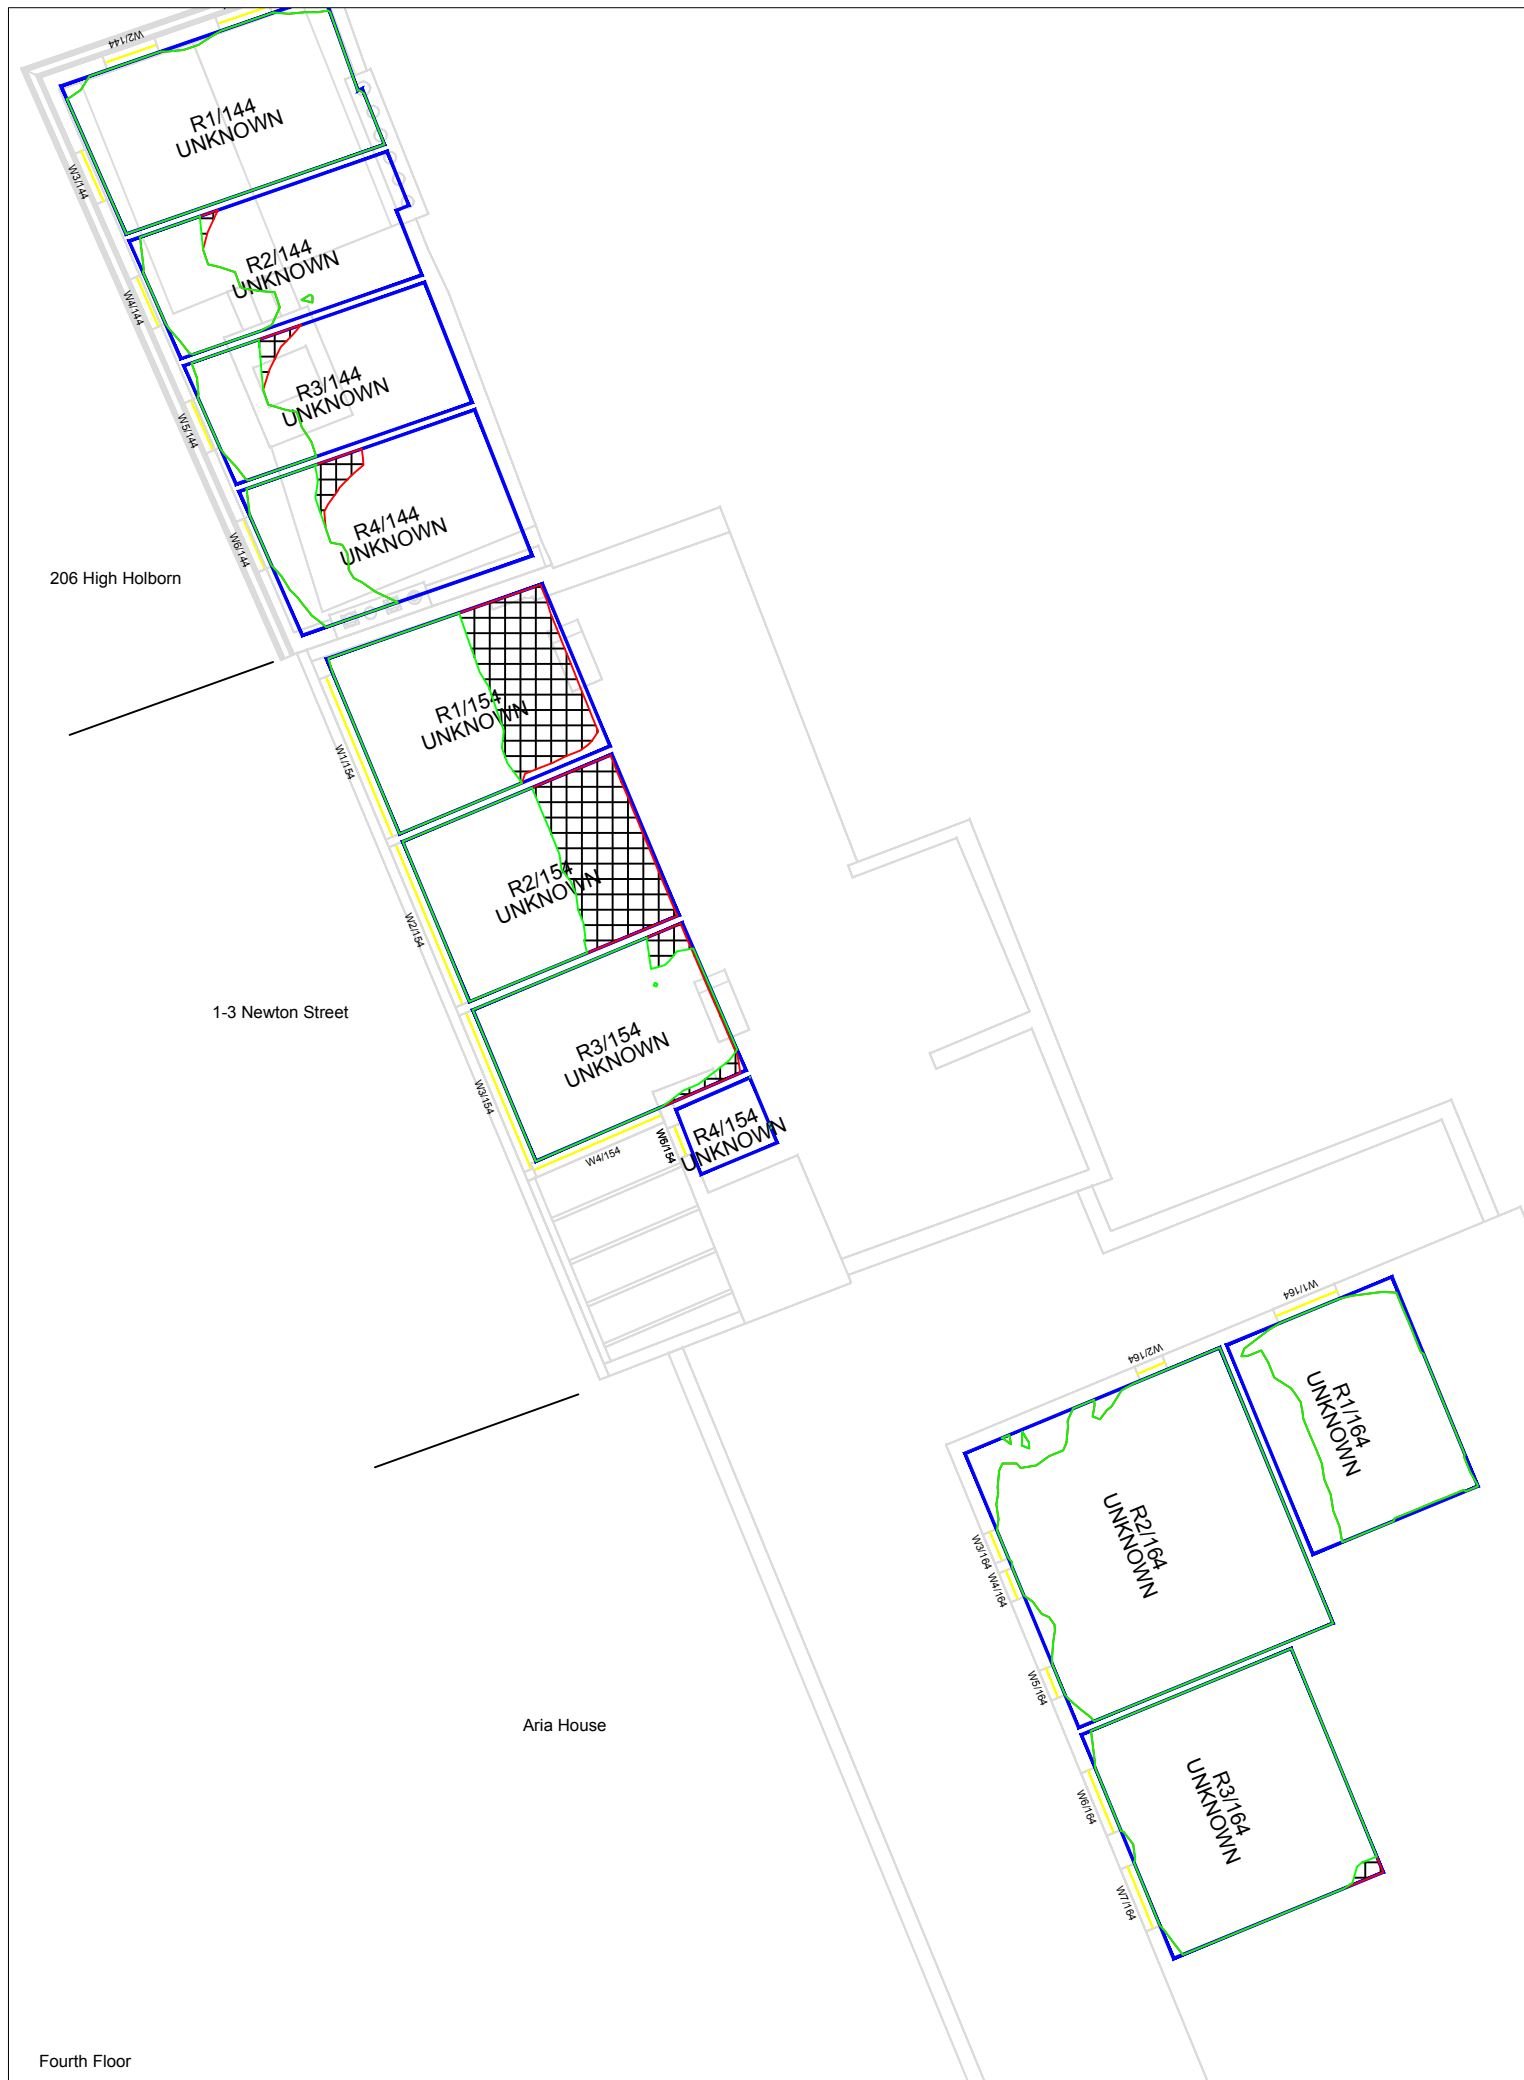 W2/144
R1/144
UNKNOWN
W3/144
R2/144
UNKNOWN
W4/144
R3/144
UNKNOWN
W5/144
R4/144
UNKNOWN
W6/144
206 High Holborn
R1/154
UNKNOWN
W1/154
R2/154
UNKNOWN
W2/154
1-3 Newton Street
R3/154
UNKNOWN
W3/154
R4/154
UNKNOWN
W6/154
W4/154
W1/164
W2/164
R1/164
UNKNOWN
R2/164
UNKNOWN
W3/164
W4/164
W5/164
Aria House
R3/164
UNKNOWN
W6/164
W7/164
Fourth Floor